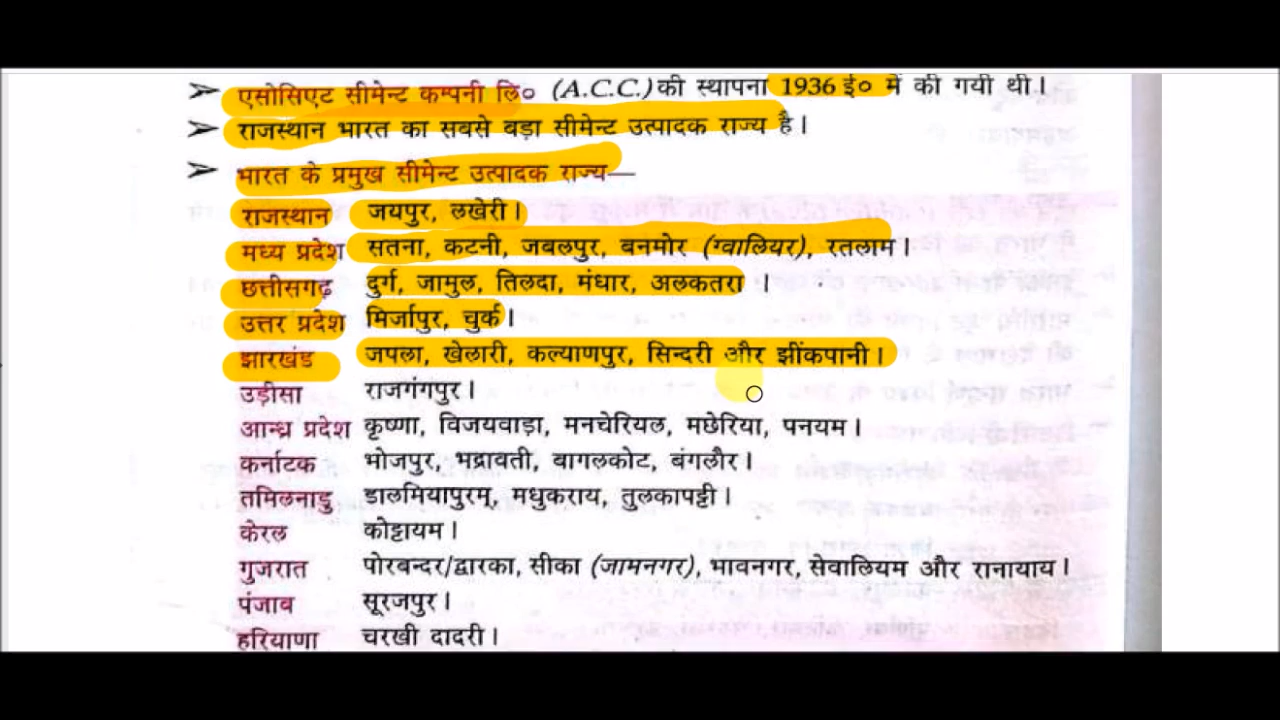 ➤ एसोसिएट सीमेन्ट कम्पनी लि० (A.C.C.) की स्थापना 1936 ई० में की गयी थी।
➤ राजस्थान भारत का सबसे बड़ा सीमेन्ट उत्पादक राज्य है।
➤ भारत के प्रमुख सीमेन्ट उत्पादक राज्य—
राजस्थान जयपुर, लखेरी।
मध्य प्रदेश सतना, कटनी, जबलपुर, बनमोर (ग्वालियर), रतलाम।
छत्तीसगढ़ दुर्ग, जामुल, तिलदा, मंधार, अलकतरा ।
उत्तर प्रदेश मिर्जापुर, चुर्क।
झारखंड जपला, खेलारी, कल्याणपुर, सिन्दरी और झींकपानी।
उड़ीसा राजगंगपुर।
आन्ध्र प्रदेश कृष्णा, विजयवाड़ा, मनचेरियल, मछेरिया, पनयम।
कर्नाटक भोजपुर, भद्रावती, बागलकोट, बंगलौर।
तमिलनाडु डालमियापुरम्, मधुकराय, तुलकापट्टी।
केरल कोट्टायम।
गुजरात पोरबन्दर/द्वारका, सीका (जामनगर), भावनगर, सेवालियम और रानायाय।
पंजाब सूरजपुर।
हरियाणा चरखी दादरी।